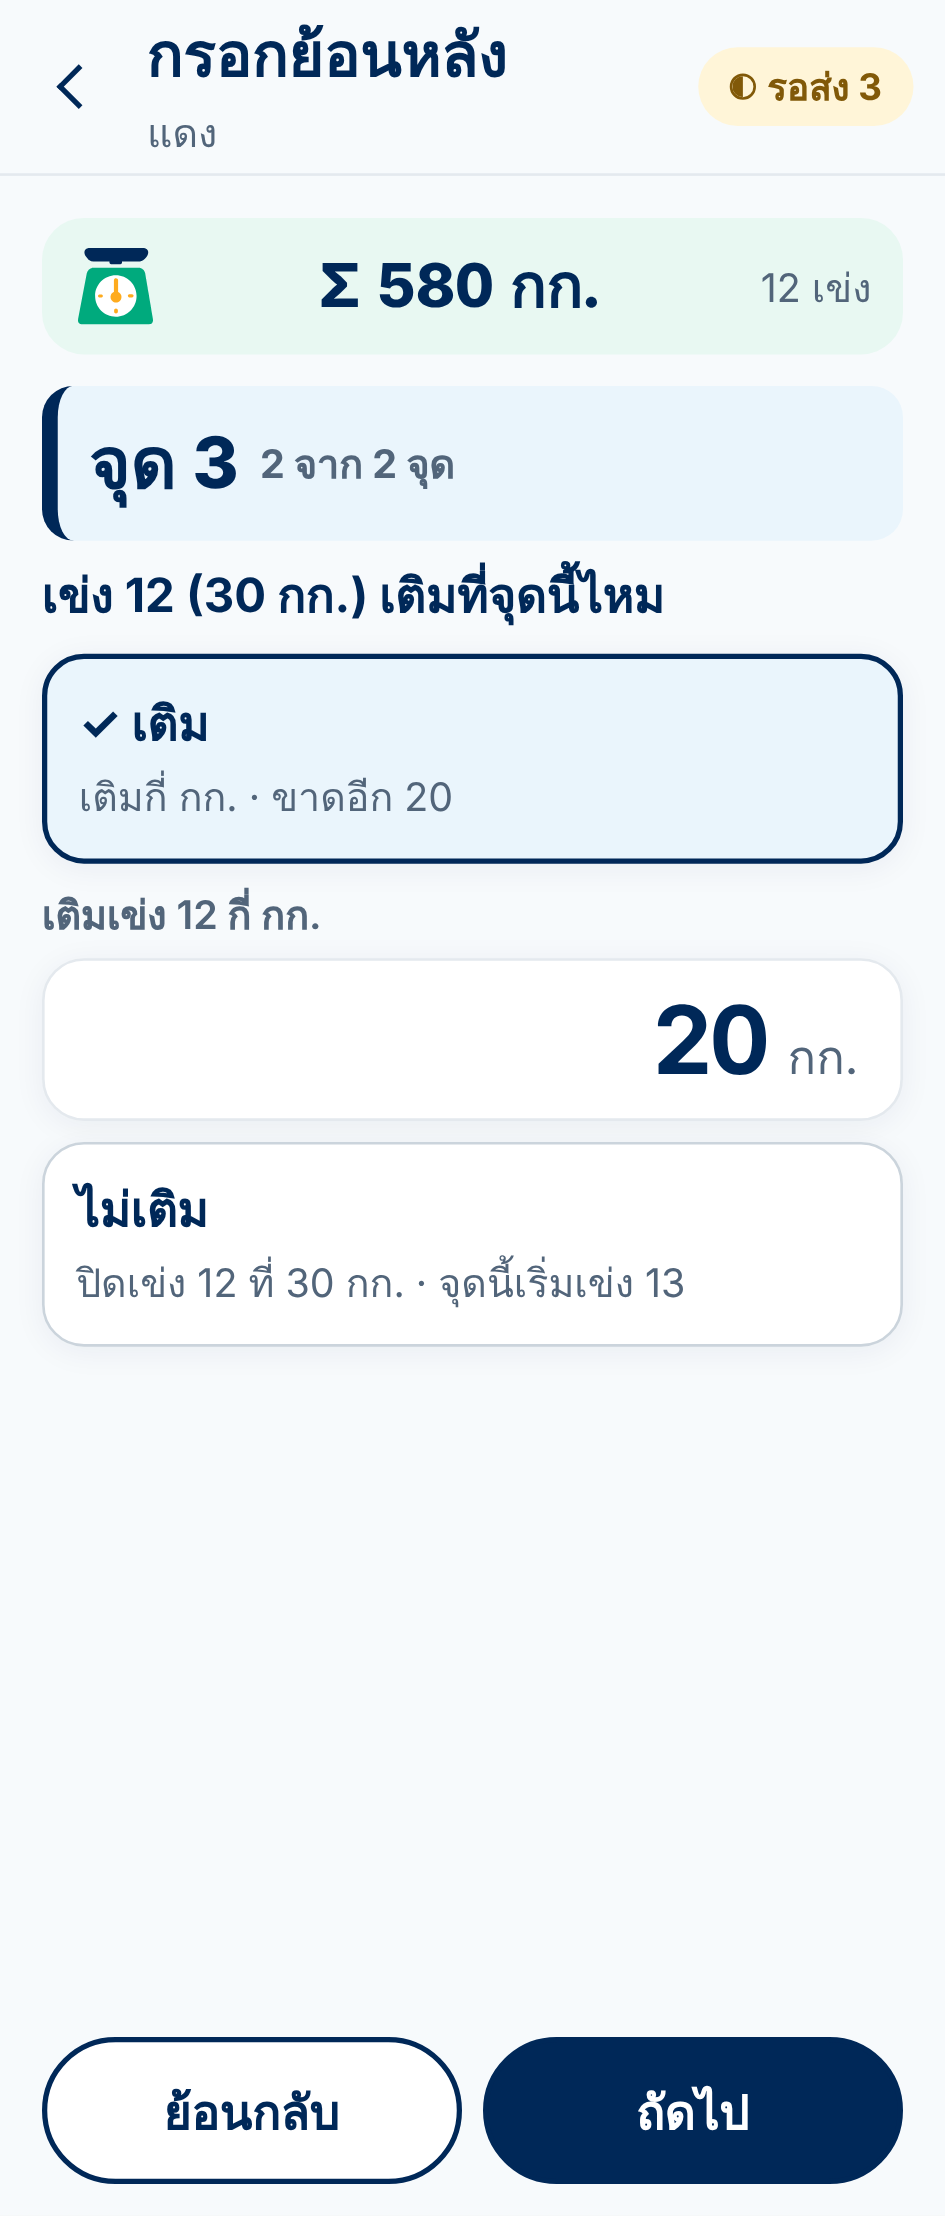 กรอกย้อนหลัง
แดง
รอส่ง 3
Σ 580 กก.
12 เข่ง
จุด 3 2 จาก 2 จุด
เข่ง 12 (30 กก.) เติมที่จุดนี้ไหม
✓ เติม
เติมกี่ กก. · ขาดอีก 20
เติมเข่ง 12 กี่ กก.
20 กก.
ไม่เติม
ปิดเข่ง 12 ที่ 30 กก. · จุดนี้เริ่มเข่ง 13
ย้อนกลับ
ถัดไป